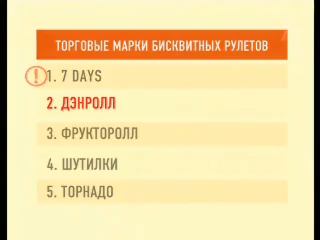 ТОРГОВЫЕ МАРКИ БИСКВИТНЫХ РУЛЕТОВ
! 1. 7 DAYS
2. ДЭНРОЛЛ
3. ФРУКТОРОЛЛ
4. ШУТИЛКИ
5. ТОРНАДО